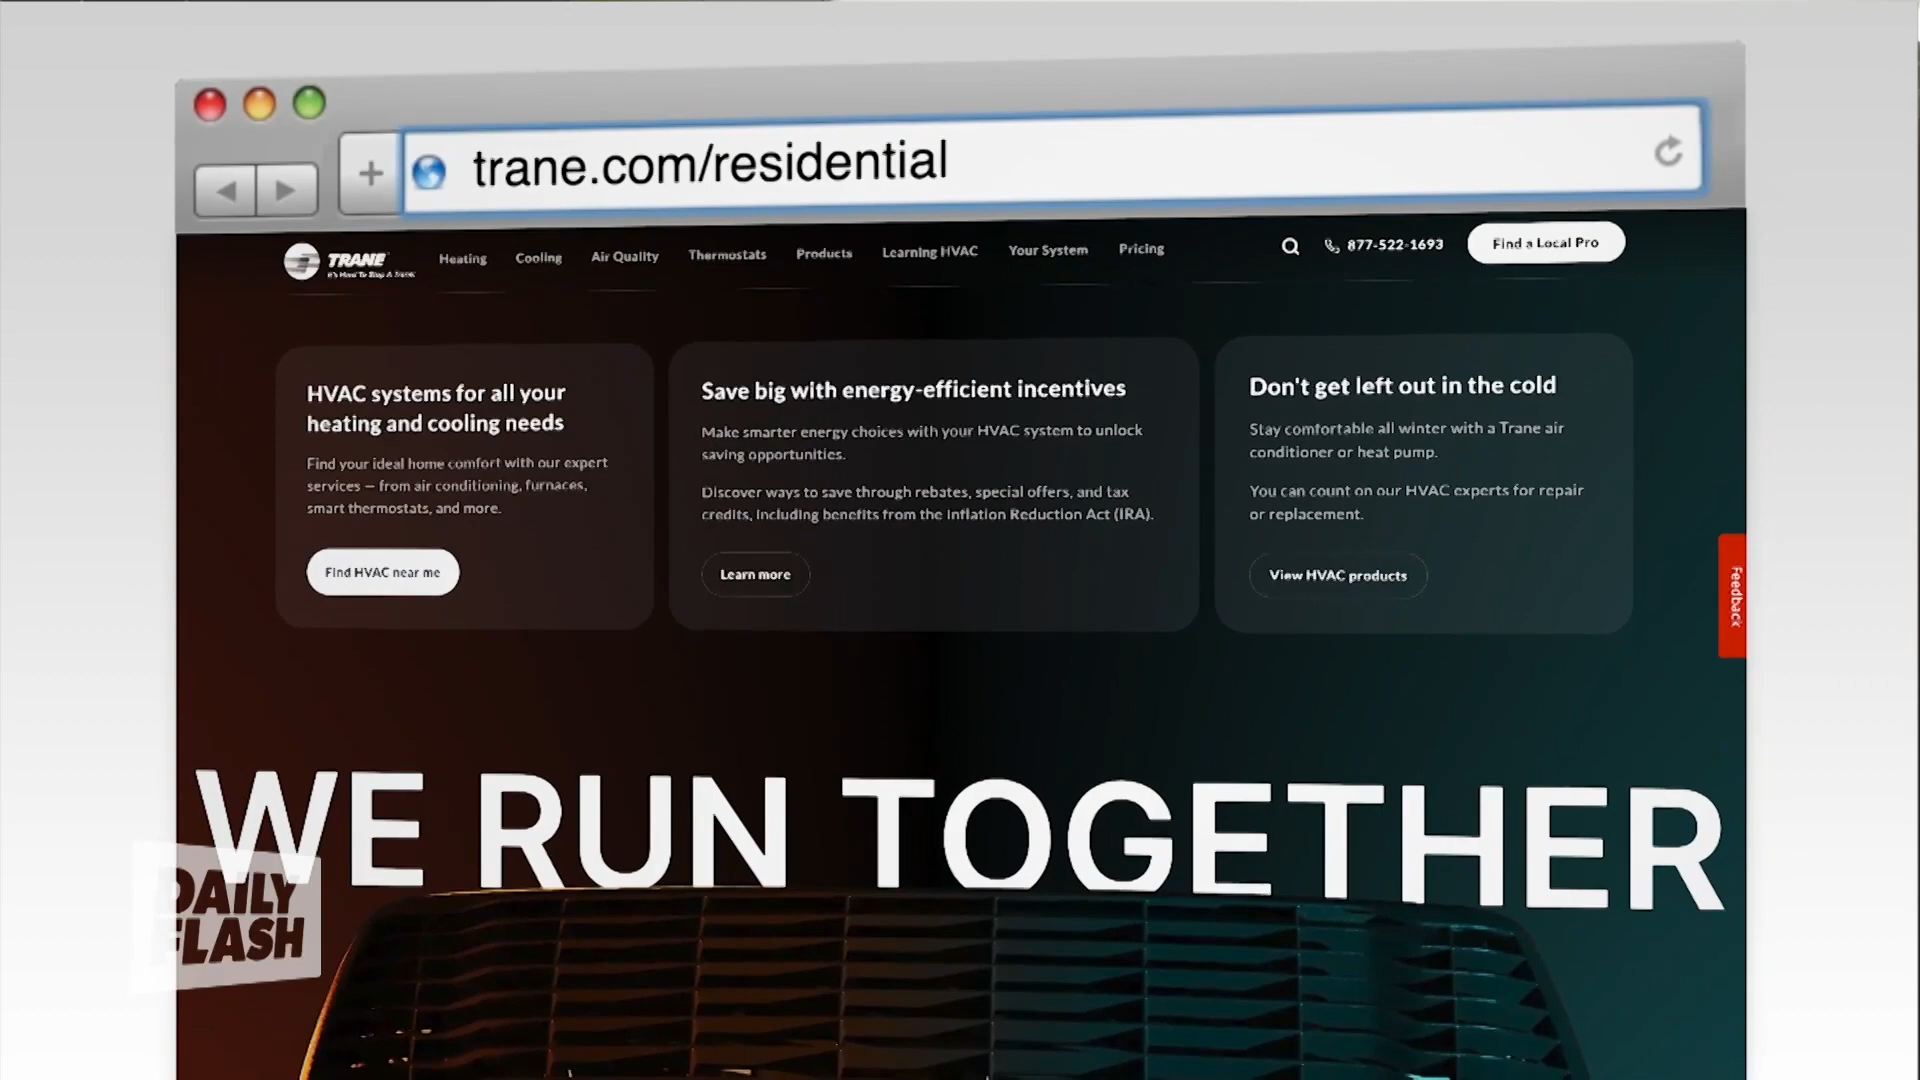 trane.com/residential
TRANE
It's Hard To Stop A Trane.
Heating
Cooling
Air Quality
Thermostats
Products
Learning HVAC
Your System
Pricing
877-522-1693
Find a Local Pro
HVAC systems for all your
heating and cooling needs
Find your ideal home comfort with our expert
services – from air conditioning, furnaces,
smart thermostats, and more.
Find HVAC near me
Save big with energy-efficient incentives
Make smarter energy choices with your HVAC system to unlock
saving opportunities.
Discover ways to save through rebates, special offers, and tax
credits, including benefits from the Inflation Reduction Act (IRA).
Learn more
Don't get left out in the cold
Stay comfortable all winter with a Trane air
conditioner or heat pump.
You can count on our HVAC experts for repair
or replacement.
View HVAC products
Feedback
WE RUN TOGETHER
DAILY
FLASH